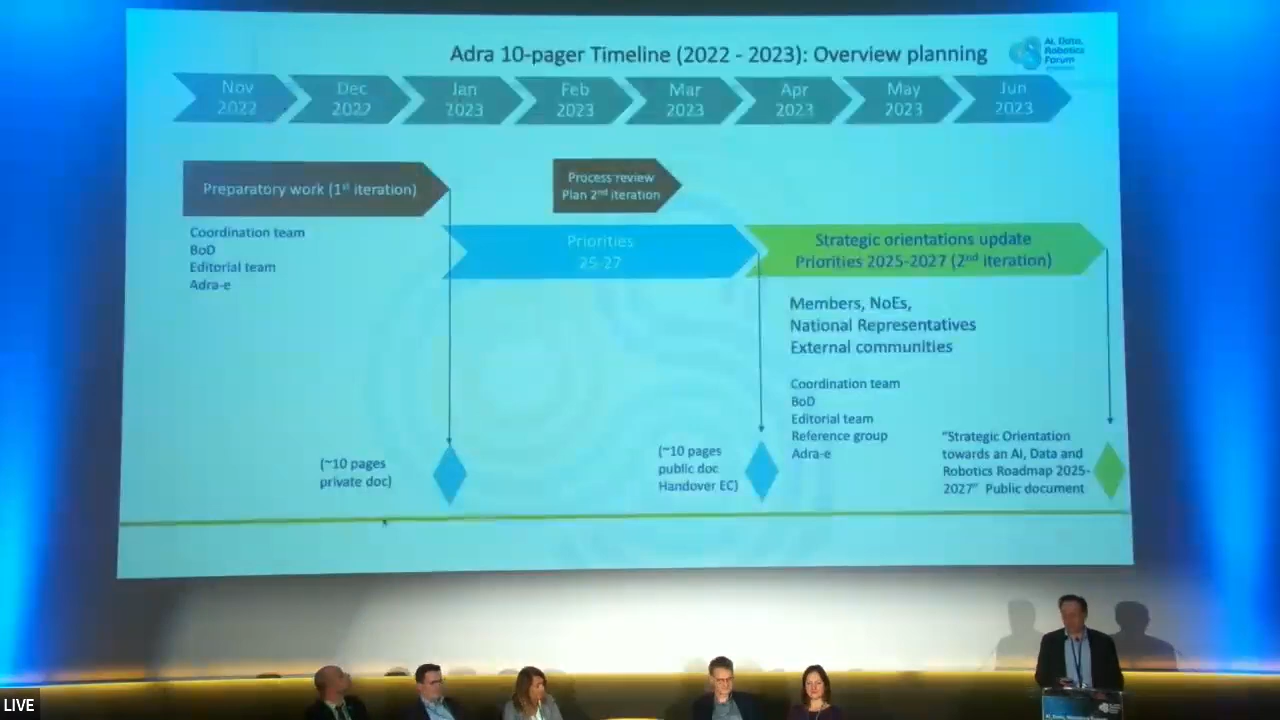 Adra 10-pager Timeline (2022 - 2023): Overview planning
AI, Data,
Robotics
Forum
Nov
2022
Dec
2022
Jan
2023
Feb
2023
Mar
2023
Apr
2023
May
2023
Jun
2023
Preparatory work (1st iteration)
Process review
Plan 2nd iteration
Coordination team
BoD
Editorial team
Adra-e
Priorities
25-27
Strategic orientations update
Priorities 2025-2027 (2nd iteration)
Members, NoEs,
National Representatives
External communities
Coordination team
BoD
Editorial team
Reference group
Adra-e
(~10 pages
private doc)
(~10 pages
public doc
Handover EC)
"Strategic Orientation
towards an AI, Data and
Robotics Roadmap 2025-
2027" Public document
LIVE